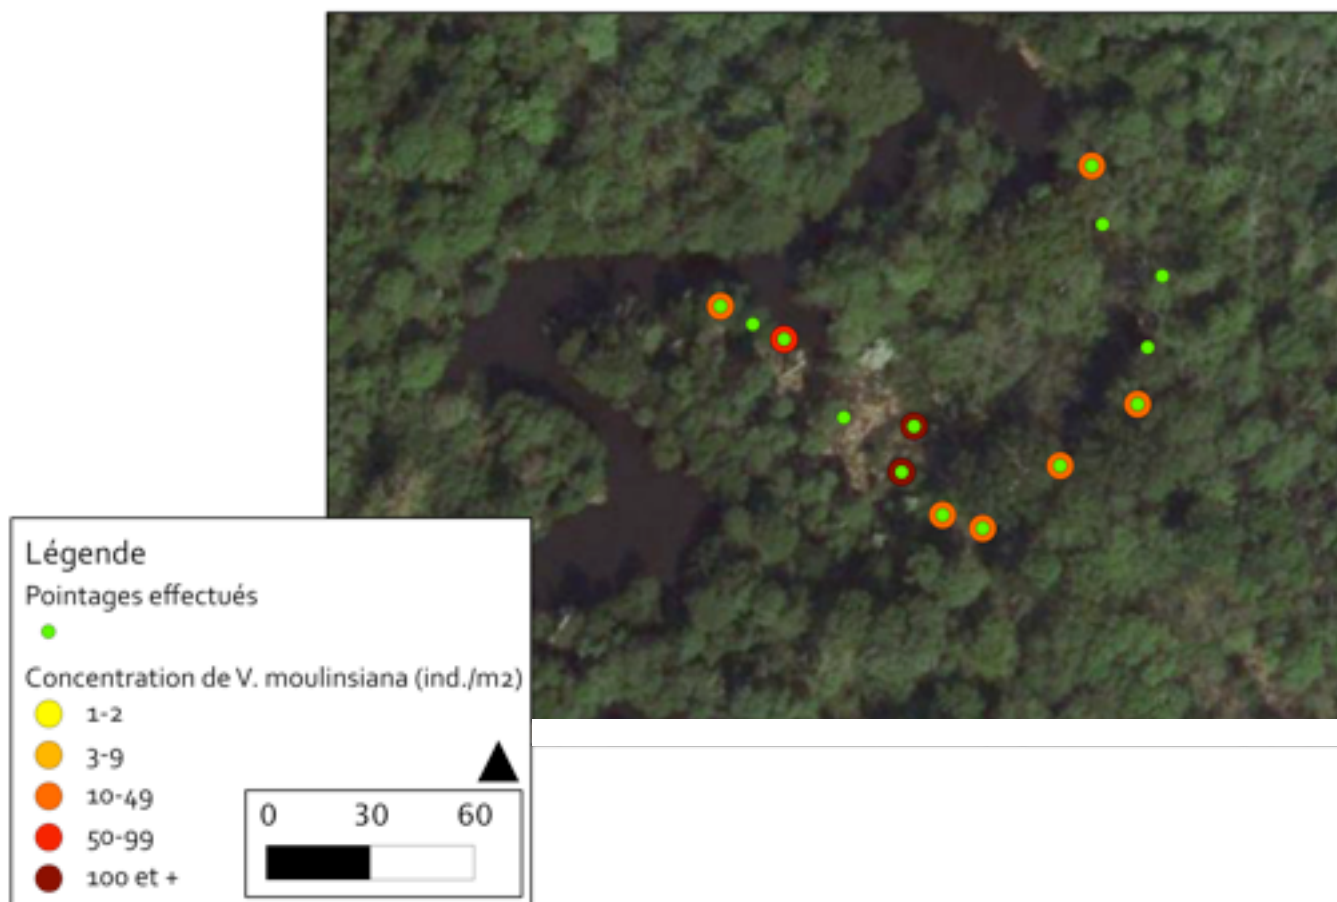 Légende
Pointages effectués
Concentration de V. moulinsiana (ind./m2)
1-2
3-9
10-49
50-99
100 et +
0 30 60